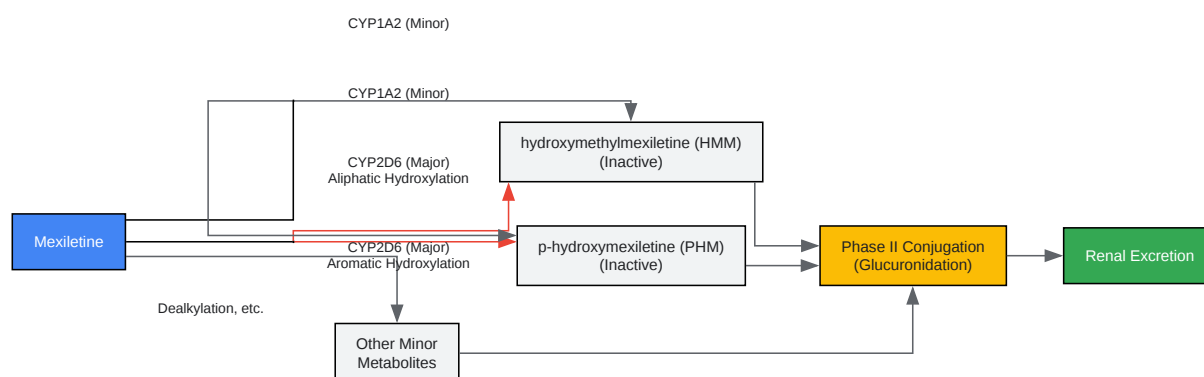 CYP1A2 (Minor)
CYP1A2 (Minor)
hydroxymethylmexiletine (HMM)
(Inactive)
CYP2D6 (Major)
Aliphatic Hydroxylation
Mexiletine
CYP2D6 (Major)
Aromatic Hydroxylation
p-hydroxymexiletine (PHM)
(Inactive)
Phase II Conjugation
(Glucuronidation)
Renal Excretion
Dealkylation, etc.
Other Minor
Metabolites